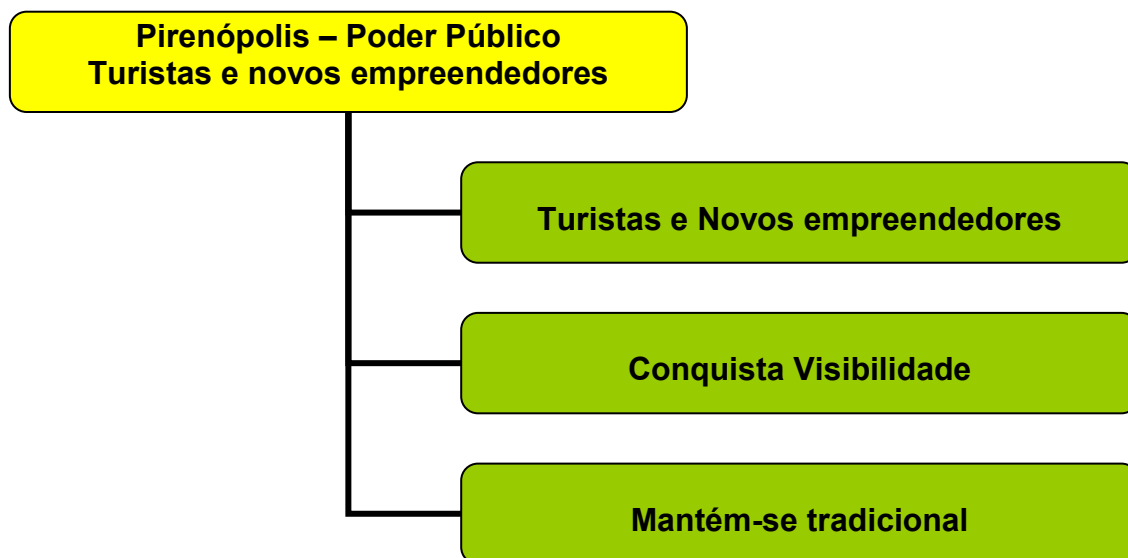 Pirenópolis – Poder Público
Turistas e novos empreendedores
Turistas e Novos empreendedores
Conquista Visibilidade
Mantém-se tradicional